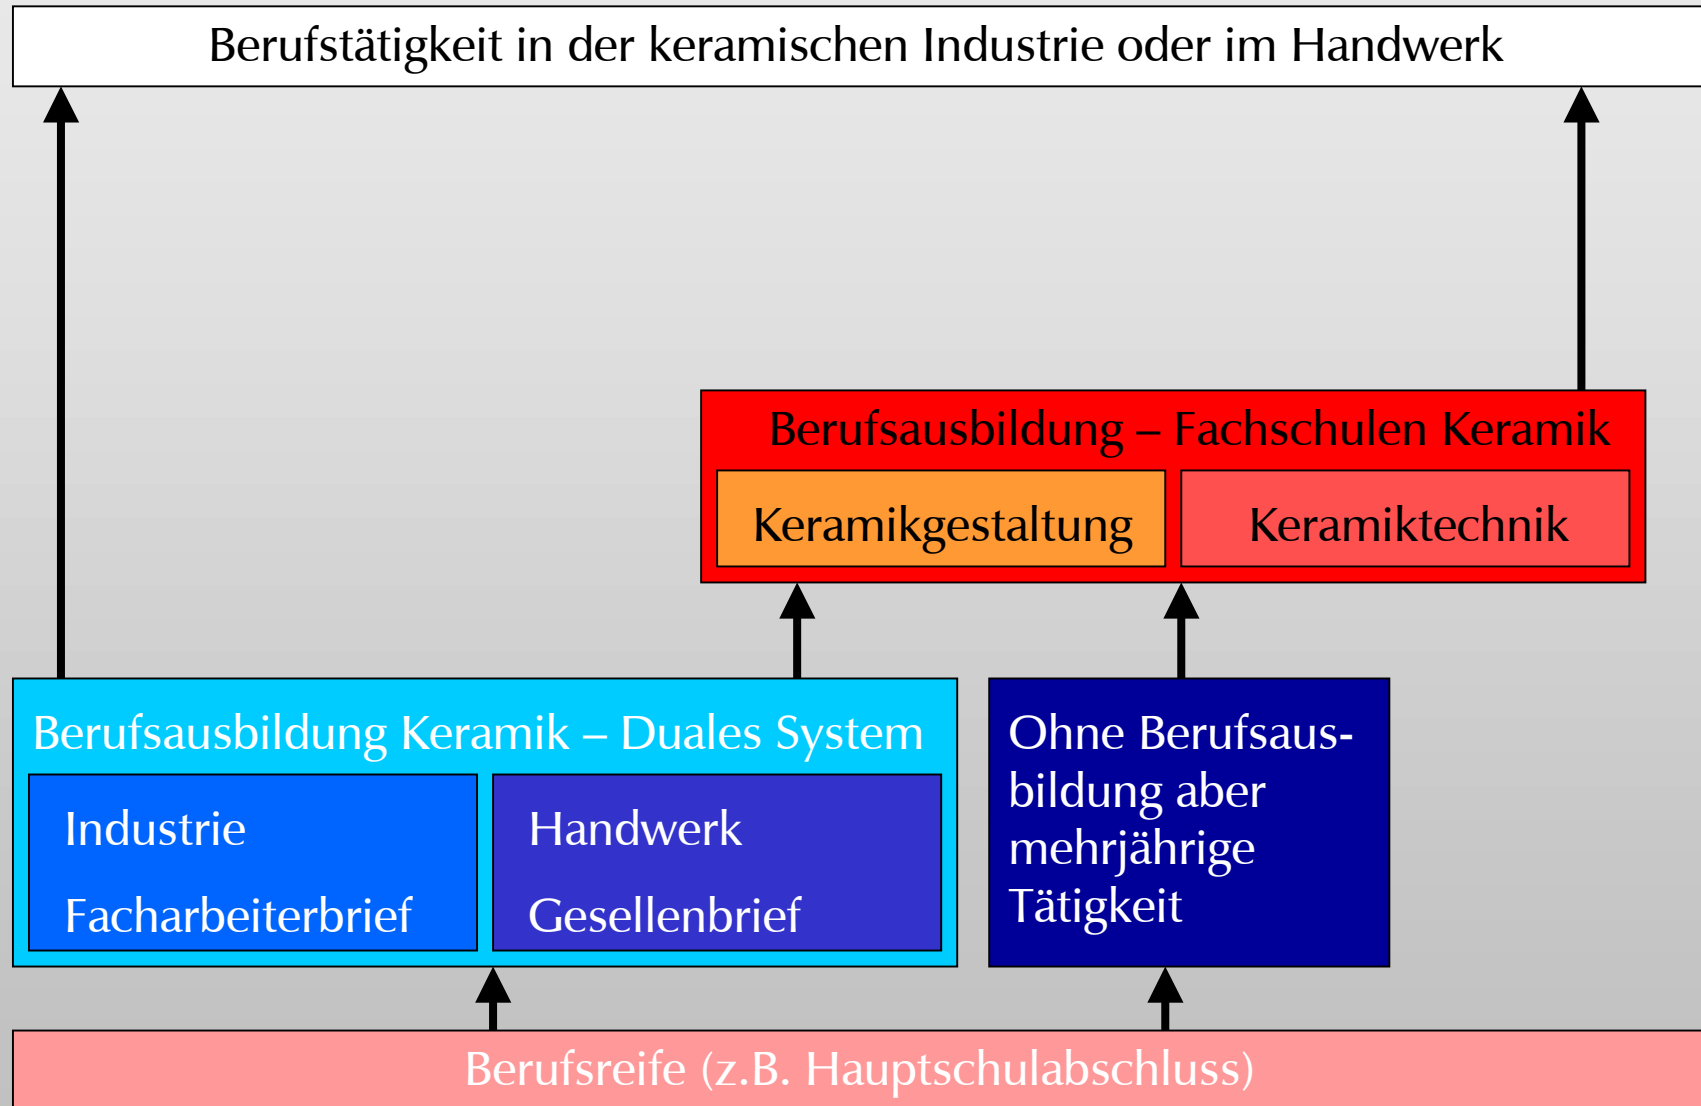 Berufstätigkeit in der keramischen Industrie oder im Handwerk
Berufsausbildung – Fachschulen Keramik
Keramikgestaltung
Keramiktechnik
Berufsausbildung Keramik – Duales System
Industrie
Facharbeiterbrief
Handwerk
Gesellenbrief
Ohne Berufsaus-
bildung aber
mehrjährige
Tätigkeit
Berufsreife (z.B. Hauptschulabschluss)